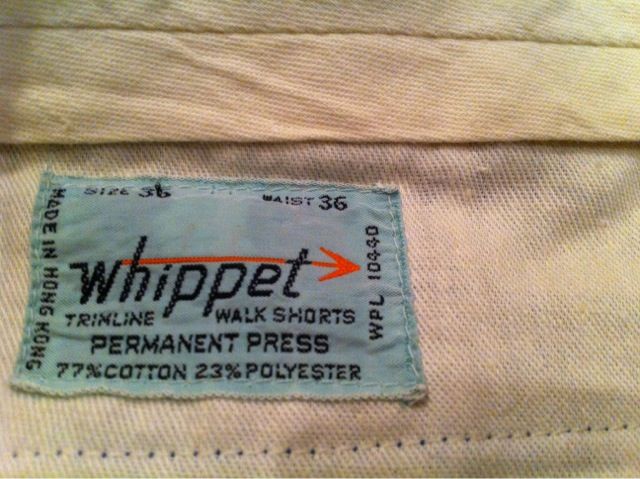 SIZE 36 WAIST 36
MADE IN HONG KONG
Whippet
WPL 10440
TRIMLINE WALK SHORTS
PERMANENT PRESS
77% COTTON 23% POLYESTER